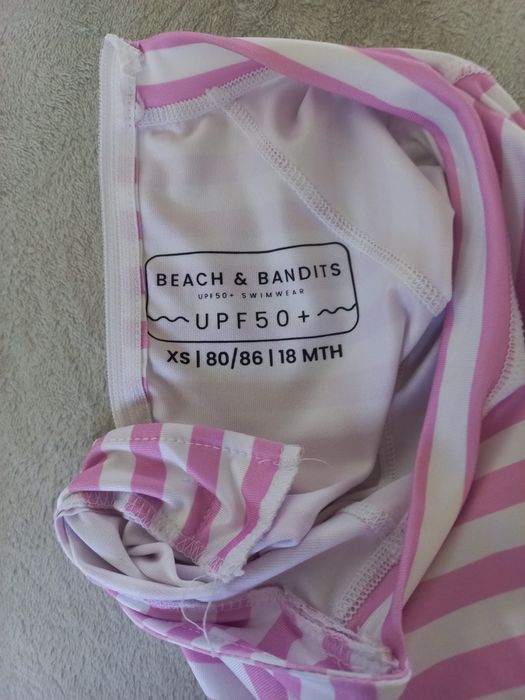 BEACH & BANDITS
UPF50+ SWIMWEAR
UPF50+
XS | 80/86 | 18 MTH